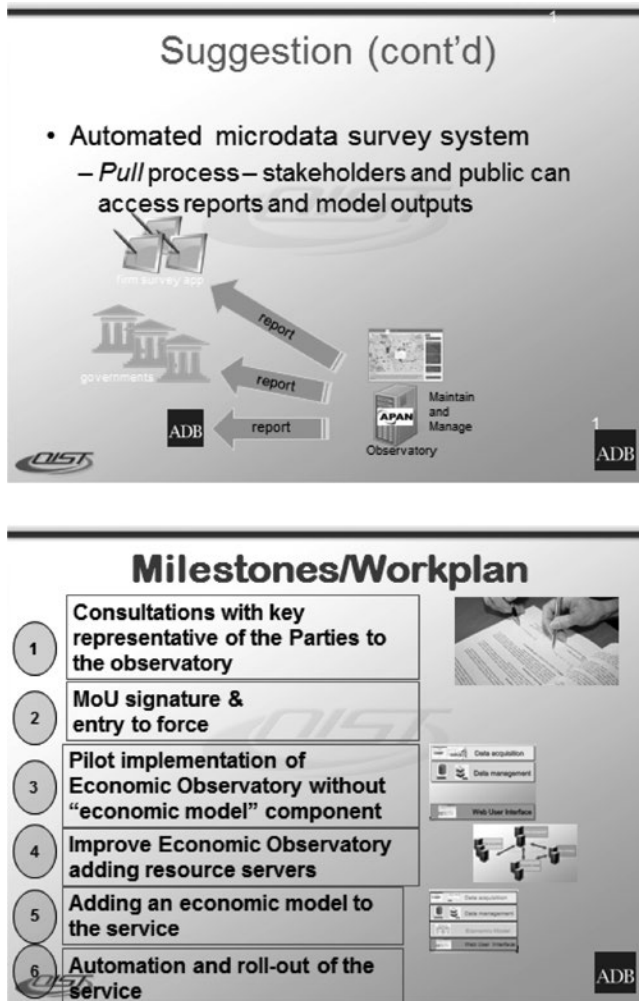 1
Suggestion (cont'd)
• Automated microdata survey system
– Pull process – stakeholders and public can
access reports and model outputs
firm survey app
report
governments
report
Maintain
and
Manage
APAN
ADB
report
Observatory
1
ADB
Milestones/Workplan
1
Consultations with key
representative of the Parties to
the observatory
2
MoU signature &
entry to force
3
Pilot implementation of
Economic Observatory without
"economic model" component
Data acquisition
Data management
Web User Interface
4
Improve Economic Observatory
adding resource servers
5
Adding an economic model to
the service
Data acquisition
Data management
Economic Model
Web User Interface
6
Automation and roll-out of the
service
ADB